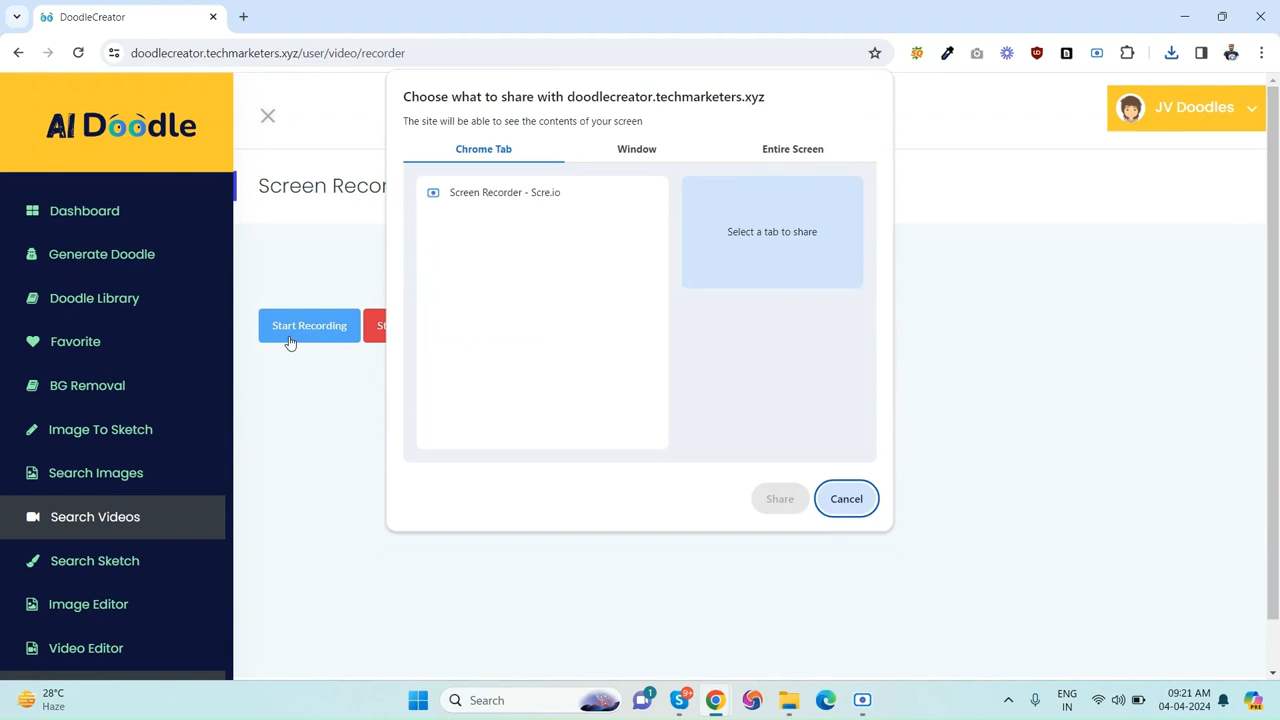 DoodleCreator
doodlecreator.techmarketers.xyz/user/video/recorder
AI Doodle
JV Doodles
Choose what to share with doodlecreator.techmarketers.xyz
The site will be able to see the contents of your screen
Chrome Tab
Window
Entire Screen
Screen Recor
Screen Recorder - Scre.io
Select a tab to share
Dashboard
Generate Doodle
Doodle Library
Start Recording
St
Favorite
BG Removal
Image To Sketch
Search Images
Share
Cancel
Search Videos
Search Sketch
Image Editor
Video Editor
28°C
Haze
Search
1
9+
ENG
IN
09:21 AM
04-04-2024
PRE